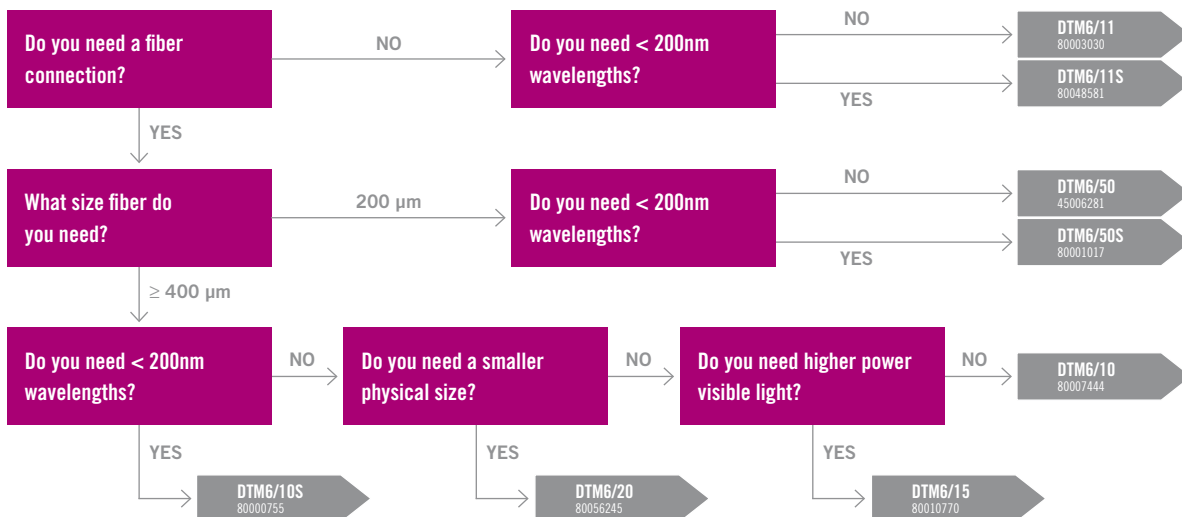 Do you need a fiber
connection?
NO
Do you need < 200nm
wavelengths?
NO
DTM6/11
80003030
YES
DTM6/11S
80048581
YES
What size fiber do
you need?
200 µm
Do you need < 200nm
wavelengths?
NO
DTM6/50
45006281
YES
DTM6/50S
80001017
≥ 400 µm
Do you need < 200nm
wavelengths?
NO
Do you need a smaller
physical size?
NO
Do you need higher power
visible light?
NO
DTM6/10
80007444
YES
DTM6/10S
80000755
YES
DTM6/20
80056245
YES
DTM6/15
80010770